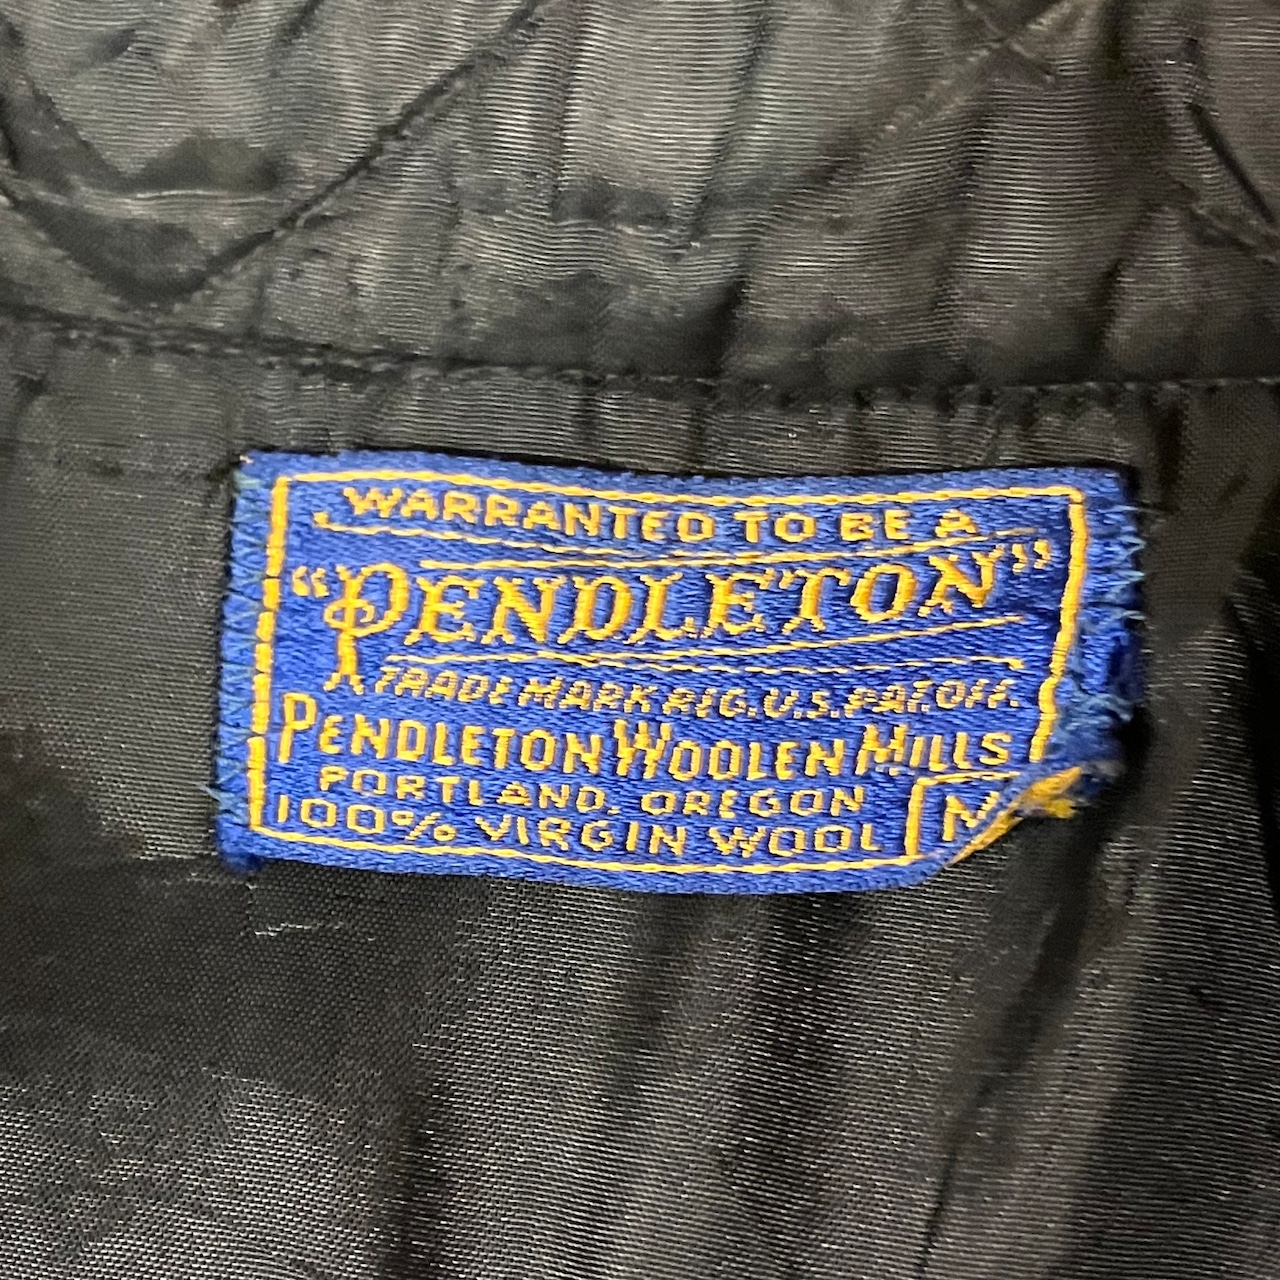 WARRANTED TO BE A
"PENDLETON"
TRADE MARK REG. U.S. PAT. OFF.
PENDLETON WOOLEN MILLS
PORTLAND, OREGON
100% VIRGIN WOOL M